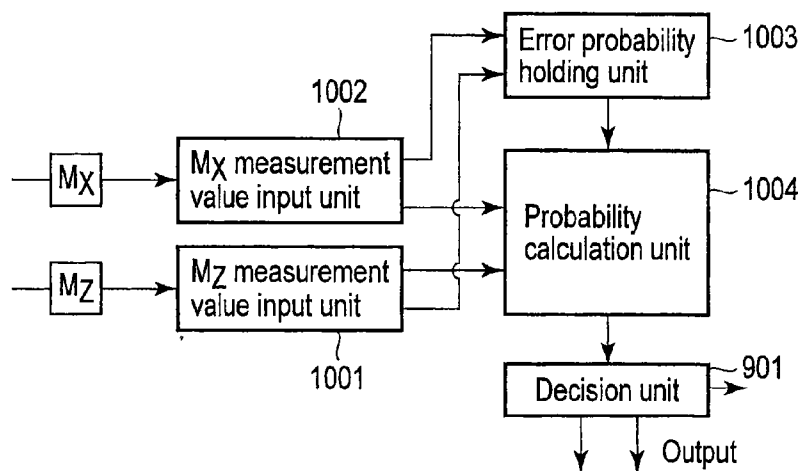 Error probability
holding unit
1003
1002
MX
MX measurement
value input unit
Probability
calculation unit
1004
MZ
MZ measurement
value input unit
1001
901
Decision unit
Output